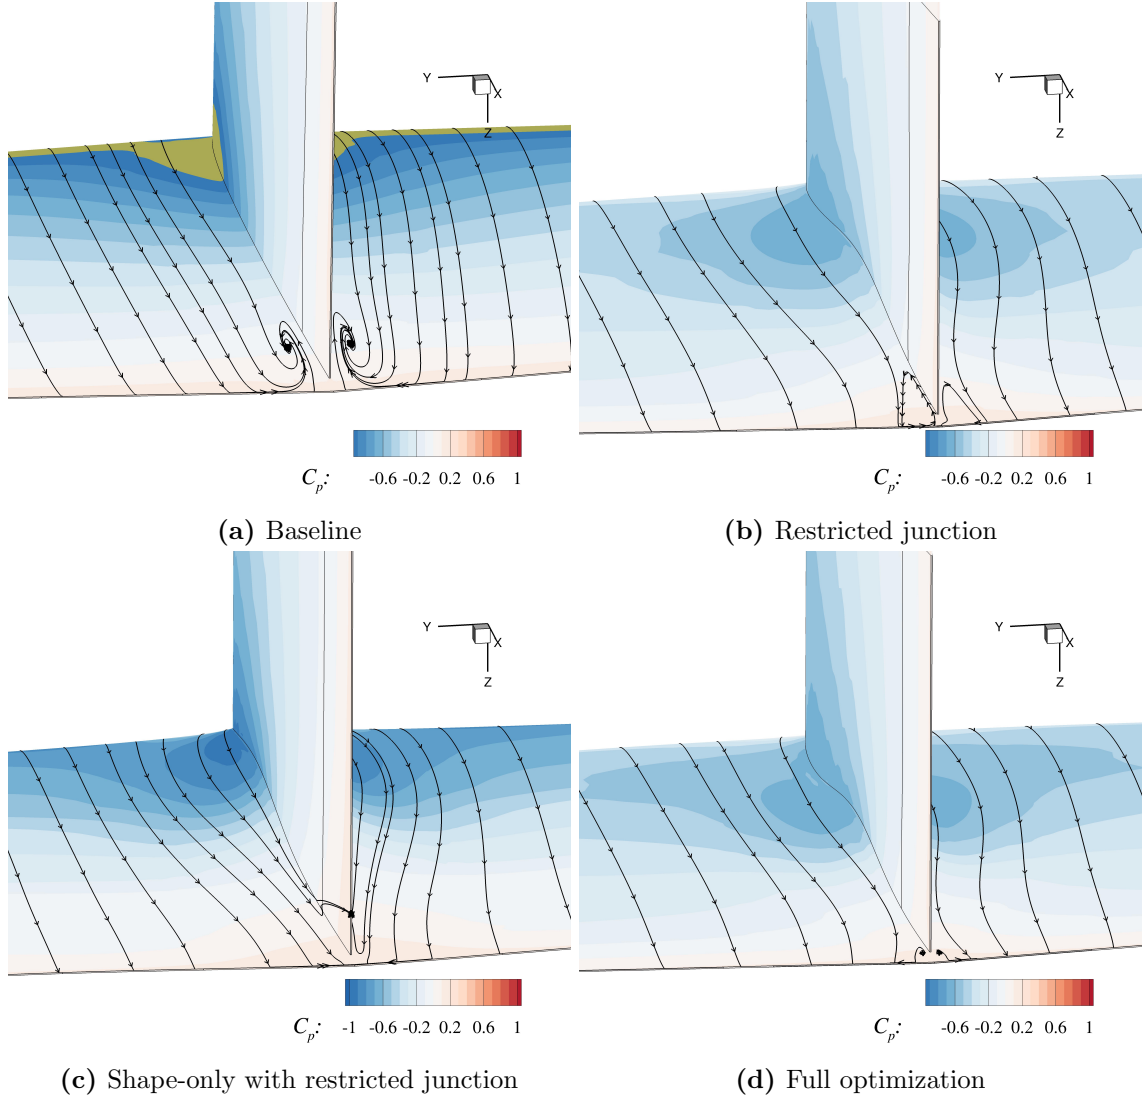 Y
X
Z
Y
X
Z
C_p: -0.6 -0.2 0.2 0.6 1
C_p: -0.6 -0.2 0.2 0.6 1
(a) Baseline
(b) Restricted junction
Y
X
Z
Y
X
Z
C_p: -1 -0.6 -0.2 0.2 0.6 1
C_p: -0.6 -0.2 0.2 0.6 1
(c) Shape-only with restricted junction
(d) Full optimization